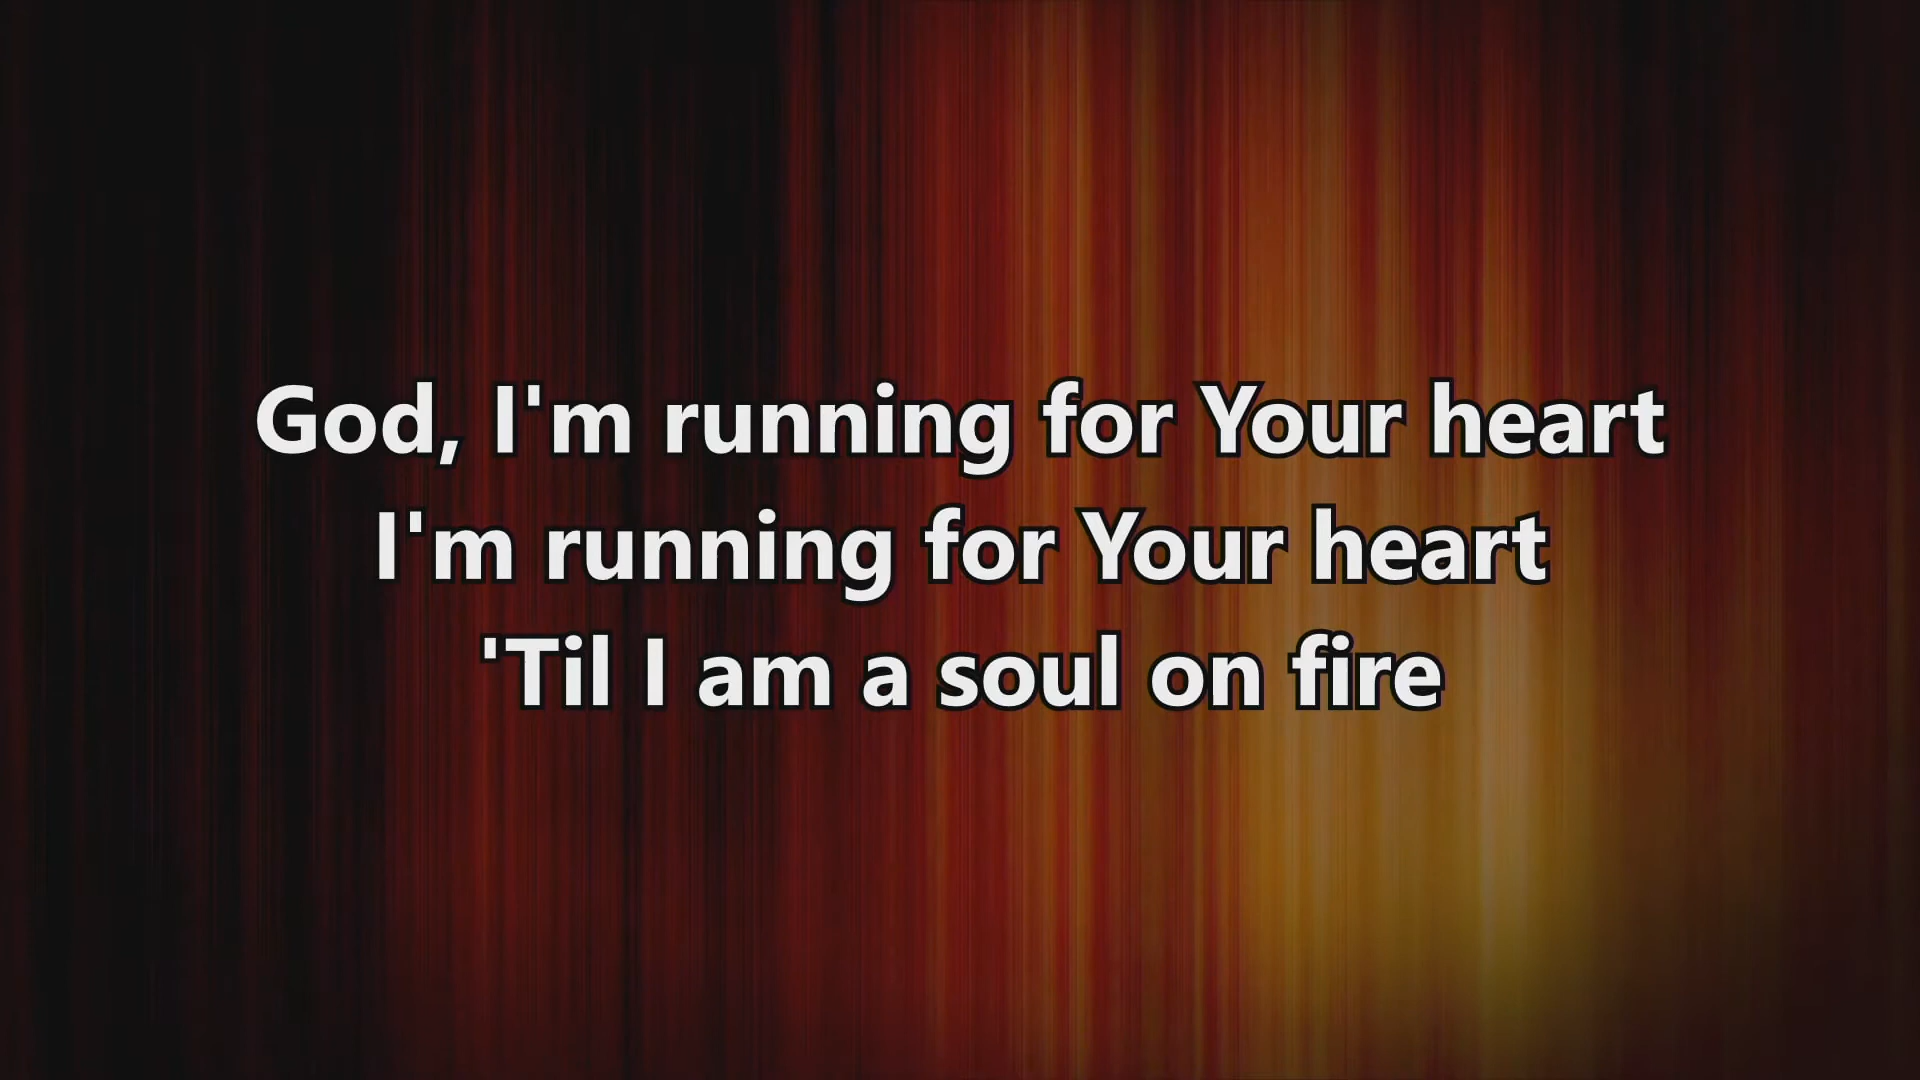 God, I'm running for Your heart
I'm running for Your heart
'Til I am a soul on fire